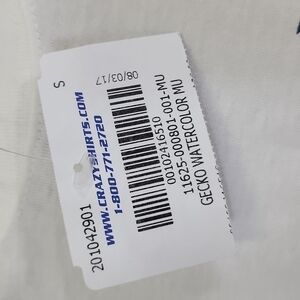 S
08/03/17
201042901
WWW.CRAZYSHIRTS.COM
1-800-771-2720
00102416510
11625-000801-001-MU
GECKO WATERCOLOR MU